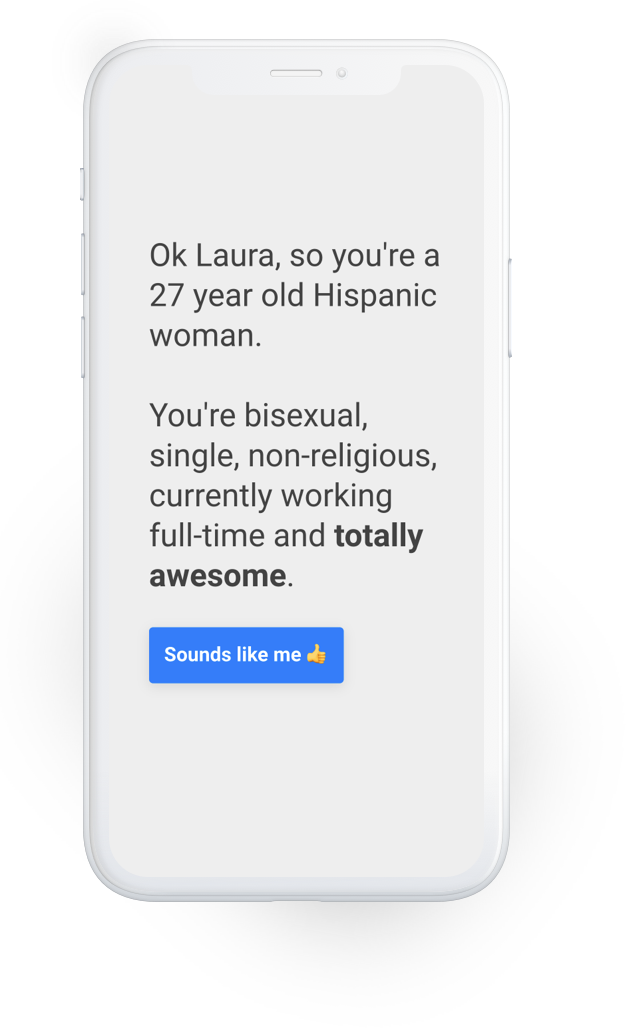 Ok Laura, so you're a
27 year old Hispanic
woman.
You're bisexual,
single, non-religious,
currently working
full-time and totally
awesome.
Sounds like me 👍